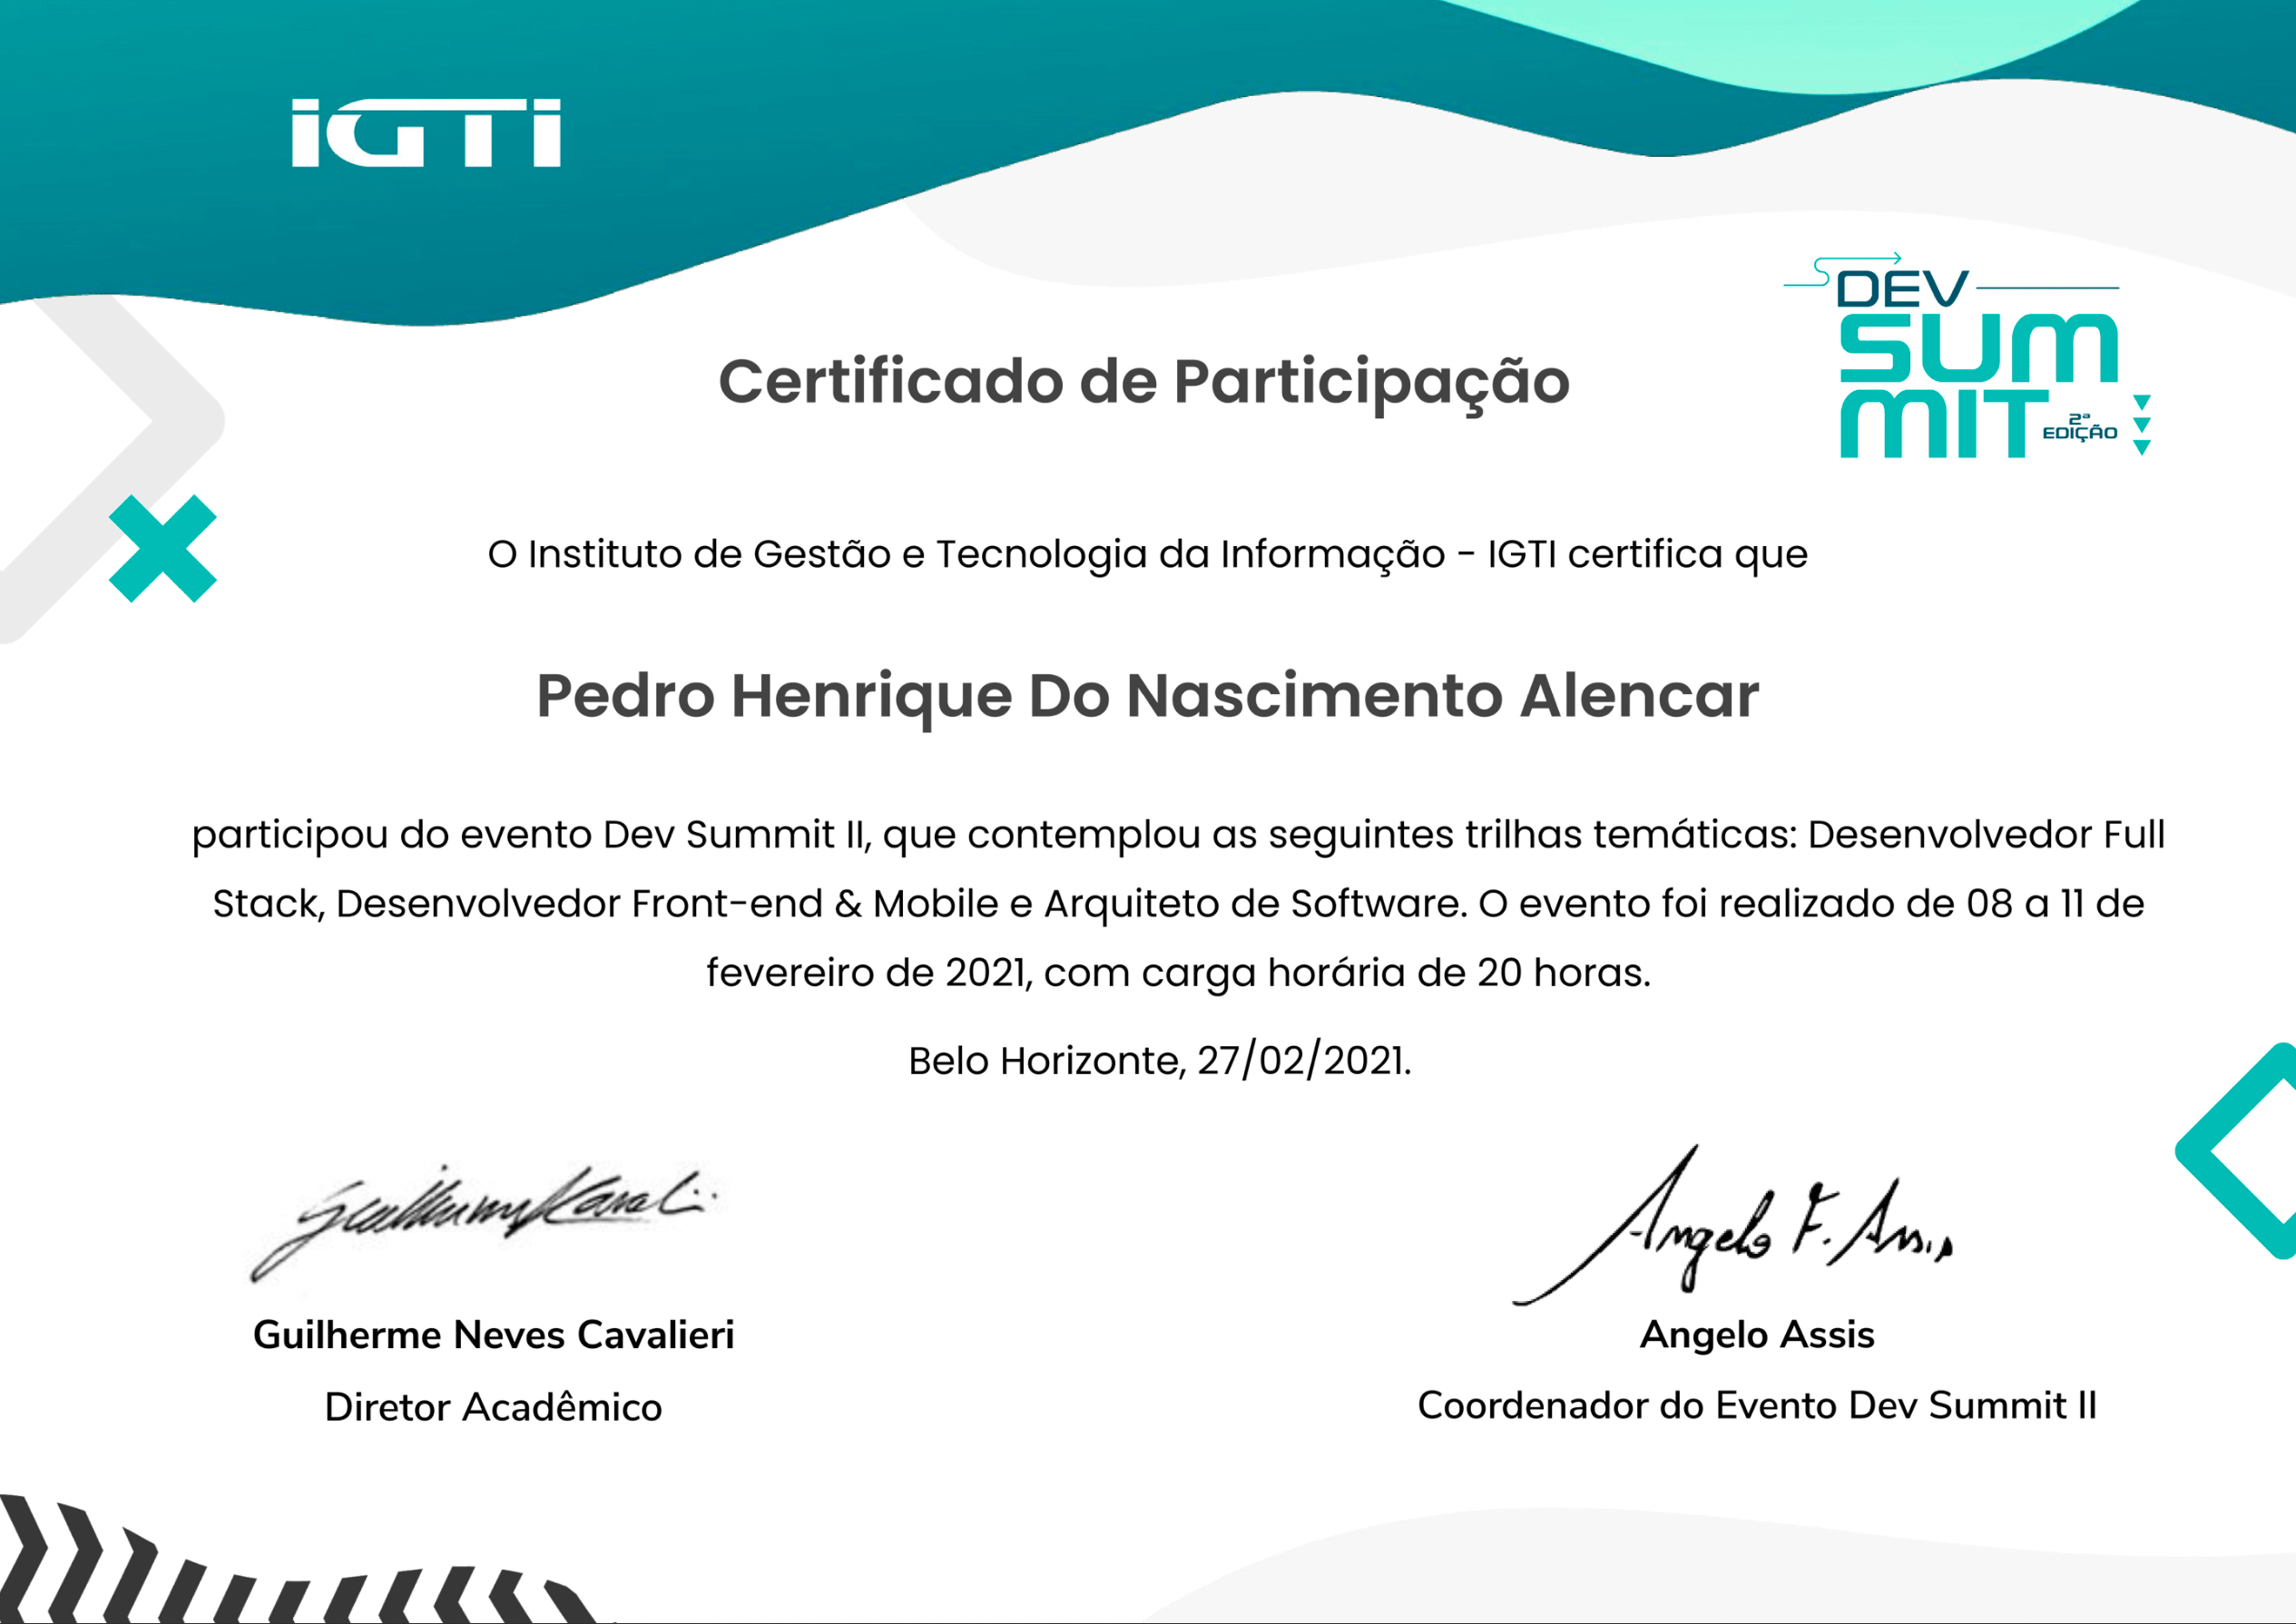 iGTi
DEV
SUM
MIT
2ª
EDIÇÃO
Certificado de Participação
O Instituto de Gestão e Tecnologia da Informação - IGTI certifica que
Pedro Henrique Do Nascimento Alencar
participou do evento Dev Summit II, que contemplou as seguintes trilhas temáticas: Desenvolvedor Full
Stack, Desenvolvedor Front-end & Mobile e Arquiteto de Software. O evento foi realizado de 08 a 11 de
fevereiro de 2021, com carga horária de 20 horas.
Belo Horizonte, 27/02/2021.
Angelo F. Assis
Guilherme Neves Cavalieri
Angelo Assis
Diretor Acadêmico
Coordenador do Evento Dev Summit II